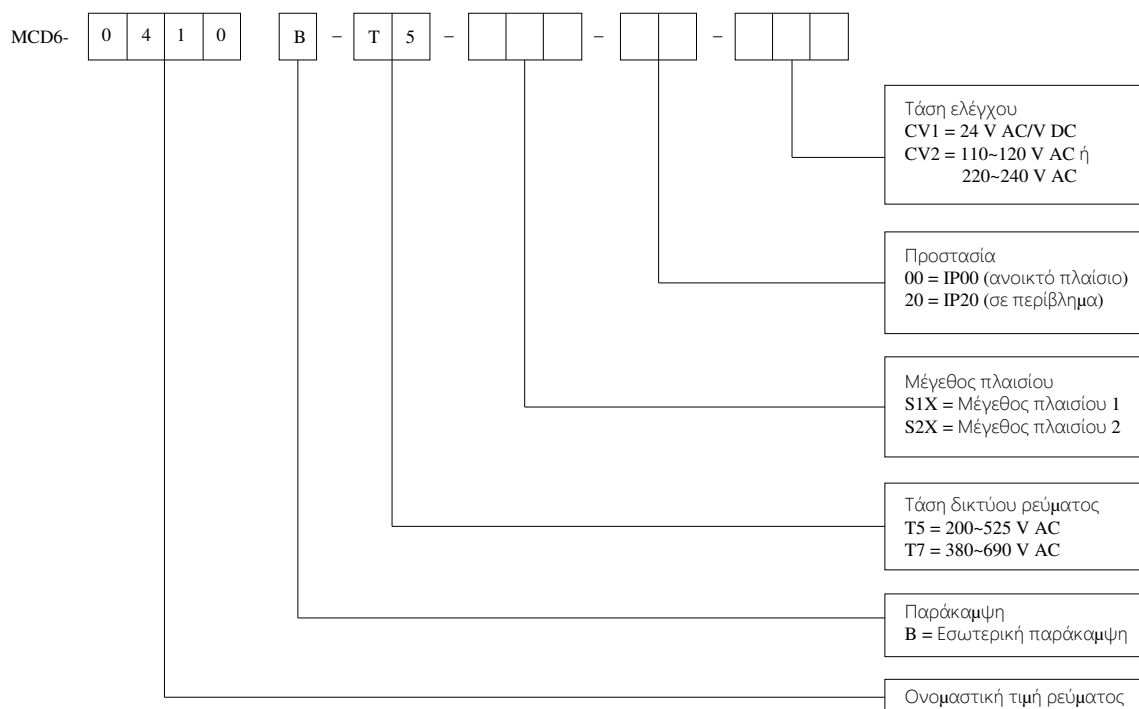 MCD6- 0 4 1 0 B – T 5 – – –
Τάση ελέγχου
CV1 = 24 V AC/V DC
CV2 = 110~120 V AC ή
220~240 V AC
Προστασία
00 = IP00 (ανοικτό πλαίσιο)
20 = IP20 (σε περίβλημα)
Μέγεθος πλαισίου
S1X = Μέγεθος πλαισίου 1
S2X = Μέγεθος πλαισίου 2
Τάση δικτύου ρεύματος
T5 = 200~525 V AC
T7 = 380~690 V AC
Παράκαμψη
B = Εσωτερική παράκαμψη
Ονομαστική τιμή ρεύματος